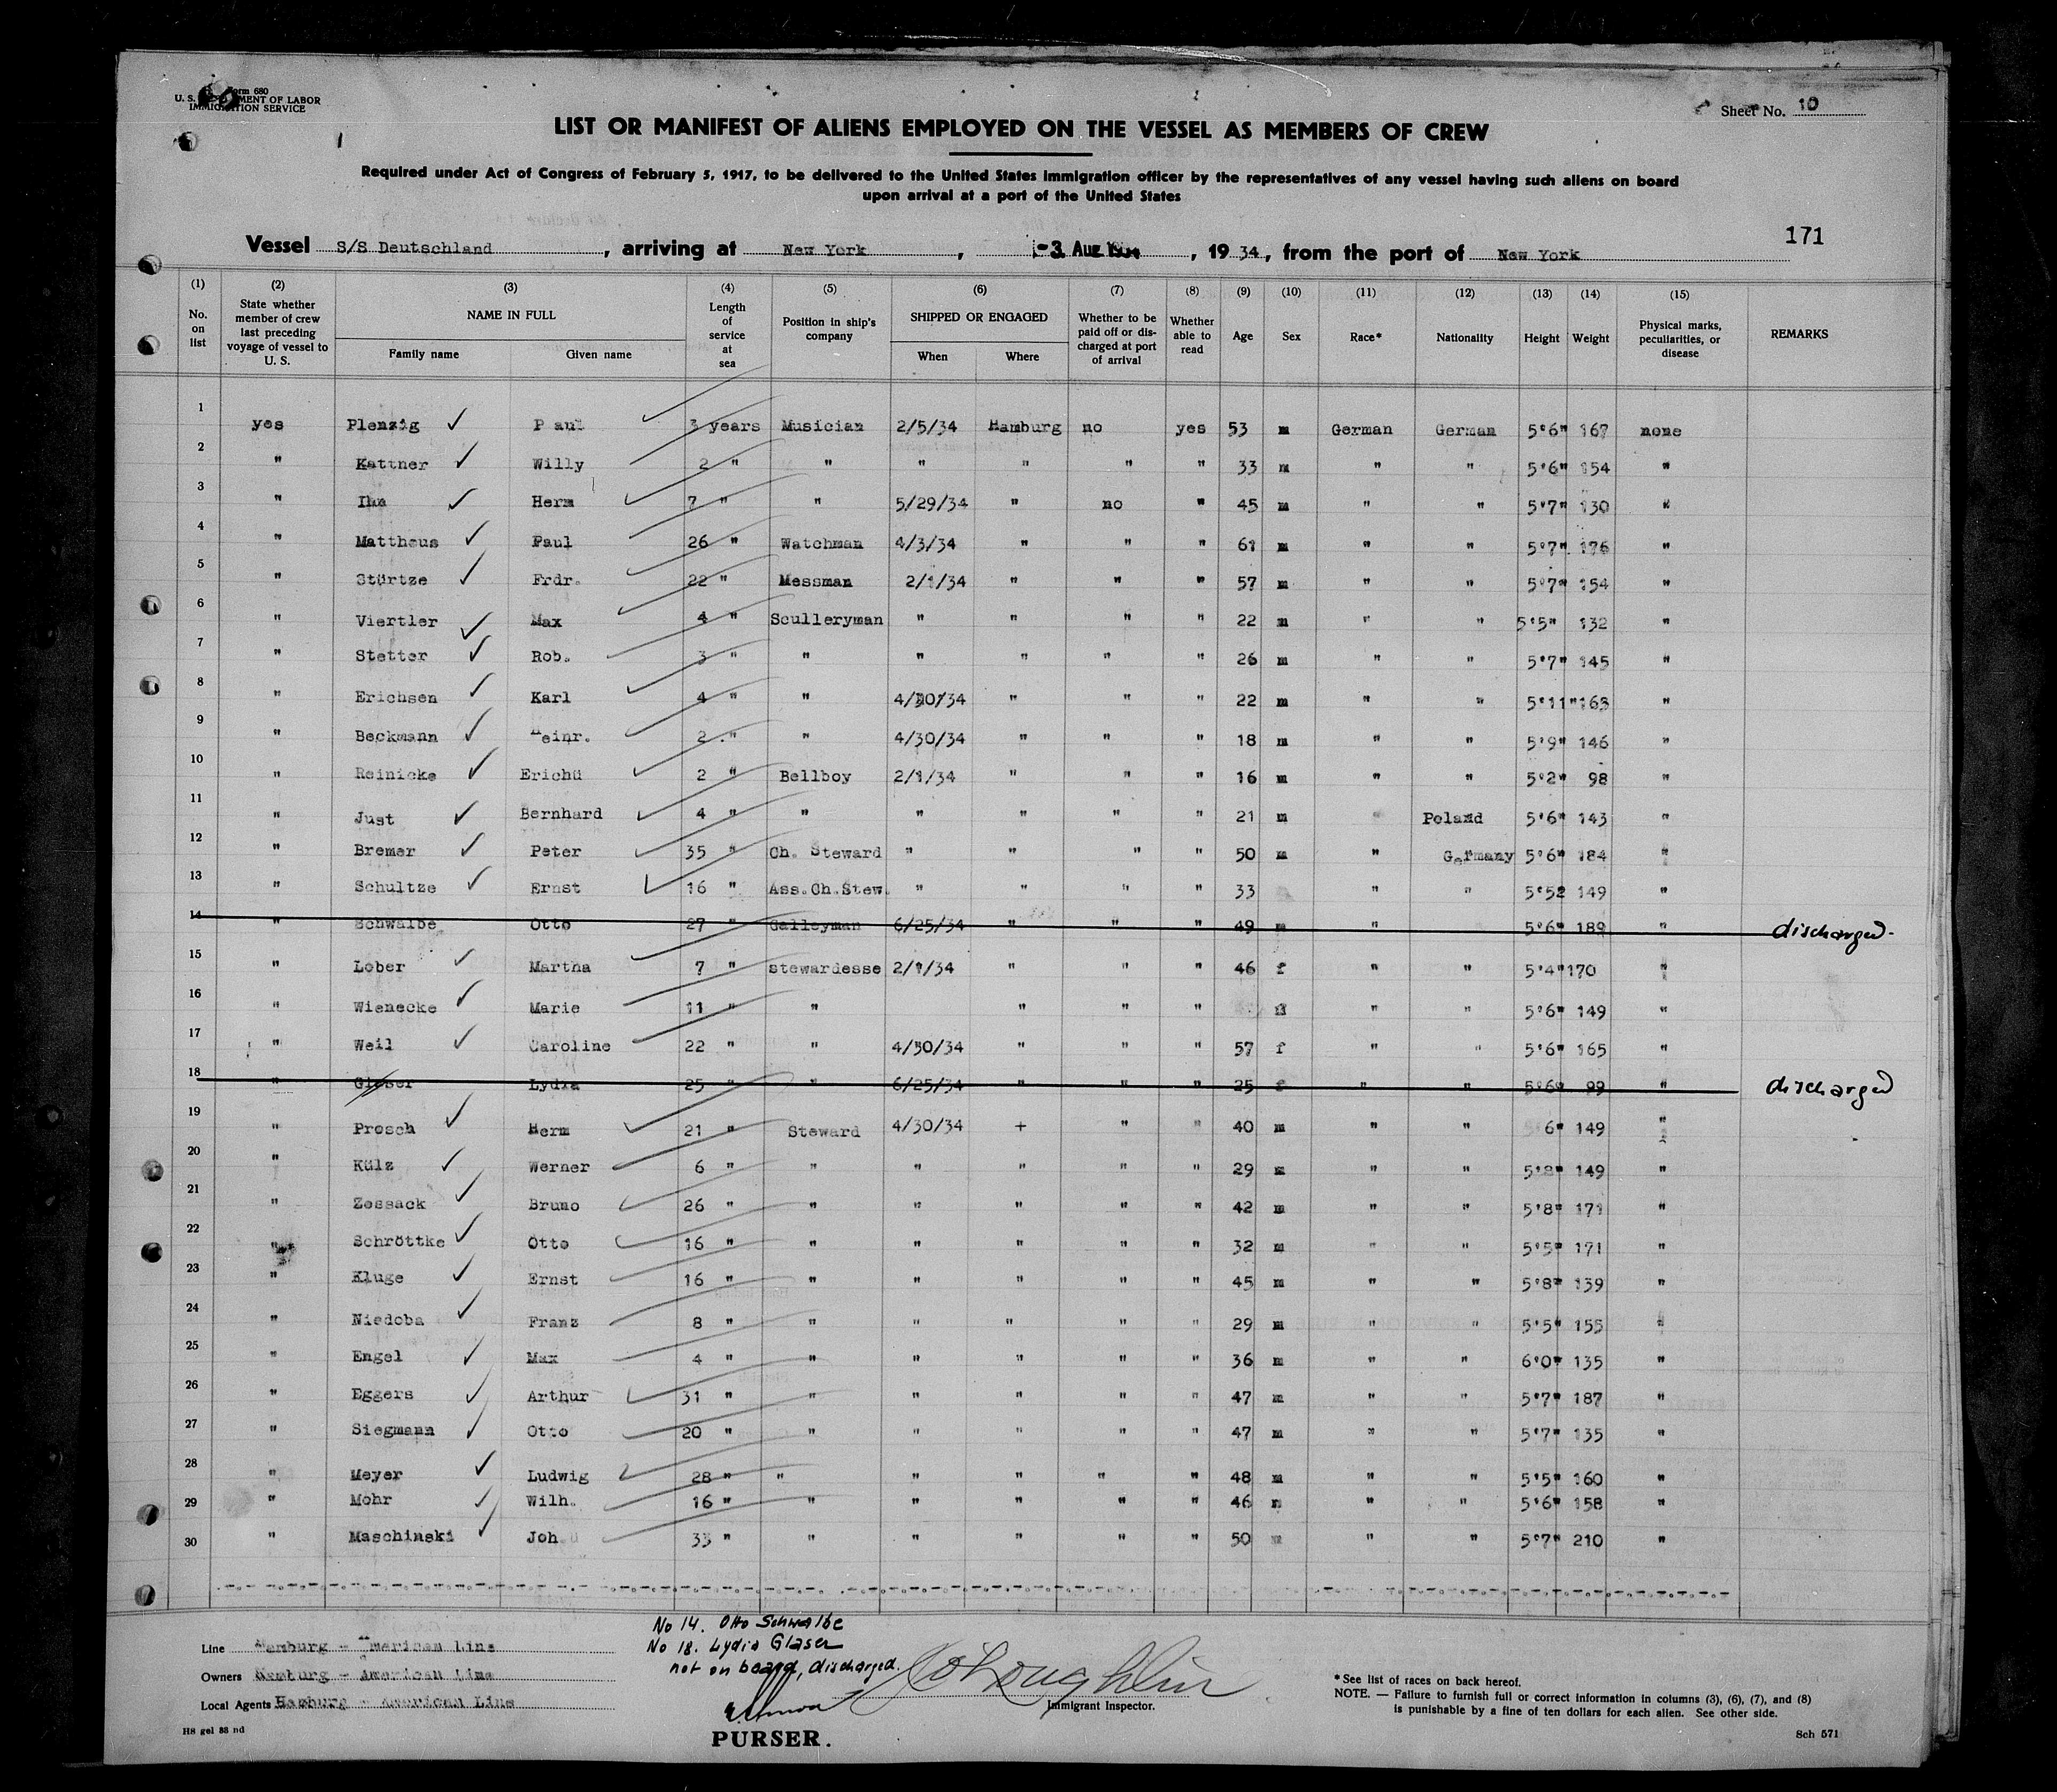 Form 680
U. S. DEPARTMENT OF LABOR
IMMIGRATION SERVICE
Sheet No. 10
LIST OR MANIFEST OF ALIENS EMPLOYED ON THE VESSEL AS MEMBERS OF CREW
Required under Act of Congress of February 5, 1917, to be delivered to the United States immigration officer by the representatives of any vessel having such aliens on board
upon arrival at a port of the United States
171
Vessel S/S Deutschland, arriving at New York, -3 Aug 1934, 19 34, from the port of New York
(1) No. on list (2) State whether member of crew last preceding voyage of vessel to U. S. (3) NAME IN FULL Family name Given name (4) Length of service at sea (5) Position in ship's company (6) SHIPPED OR ENGAGED When Where (7) Whether to be paid off or discharged at port of arrival (8) Whether able to read (9) Age (10) Sex (11) Race* (12) Nationality (13) Height (14) Weight (15) Physical marks, peculiarities, or disease REMARKS
1 yes Plenzig Paul 3 years Musician 2/5/34 Hamburg no yes 53 m German German 5'6" 167 none
2 " Kattner Willy 2 " " " " " " 33 m " " 5'6" 154 "
3 " Ihn Herm 7 " " 5/29/34 " no " 45 m " " 5'7" 130 "
4 " Mattheus Paul 26 " Watchman 4/3/34 " " " 61 m " " 5'7" 176 "
5 " Stürtze Frdr. 22 " Messman 2/1/34 " " " 57 m " " 5'7" 154 "
6 " Viertler Max 4 " Sculleryman " " " " 22 m " " 5'5" 132 "
7 " Stetter Rob. 3 " " " " " " 26 m " " 5'7" 145 "
8 " Erichsen Karl 4 " " 4/30/34 " " " 22 m " " 5'11" 163 "
9 " Beckmann Heinr. 2 " " 4/30/34 " " " 18 m " " 5'9" 146 "
10 " Reinicke Erichü 2 " Bellboy 2/1/34 " " " 16 m " " 5'2" 98 "
11 " Just Bernhard 4 " " " " " " 21 m " Poland 5'6" 143 "
12 " Bremer Peter 35 " Ch. Steward " " " " 50 m " Germany 5'6" 184 "
13 " Schultze Ernst 16 " Ass.Ch.Stew. " " " " 33 " " 5'52 149 "
14 " Schwalbe Otto 27 " Galleyman 6/25/34 " " " 49 m " " 5'6" 189 " discharged.
15 " Lober Martha 7 " stewardesse 2/1/34 " " " 46 f " " 5'4" 170 "
16 " Wienecke Marie 11 " " " " " f " " 5'6" 149 "
17 " Weil Caroline 22 " " 4/30/34 " " " 57 f " " 5'6" 165 "
18 " Glaser Lydia 25 " " 6/25/34 " " " 25 f " " 5'6" 99 " discharged
19 " Prosch Herm 21 " Steward 4/30/34 + " " 40 m " " 6" 149 "
20 " Külz Werner 6 " " " " " " 29 m " " 5'8" 149 "
21 " Zessack Bruno 26 " " " " " " 42 m " " 5'8" 171 "
22 " Schröttke Otto 16 " " " " " " 32 m " " 5'5" 171 "
23 " Kluge Ernst 16 " " " " " " 45 m " " 5'8" 139 "
24 " Niedoba Franz 8 " " " " " " 29 m " " 5'5" 155 "
25 " Engel Max 4 " " " " " " 36 m " " 6'0" 135 "
26 " Eggers Arthur 31 " " " " " " 47 m " " 5'7" 187 "
27 " Siegmann Otto 20 " " " " " " 47 m " " 5'7" 135 "
28 " Meyer Ludwig 28 " " " " " " 48 m " " 5'5" 160 "
29 " Mohr Wilh. 16 " " " " " " 46 m " " 5'6" 158 "
30 " Maschinski Joh 33 " " " " " " 50 m " " 5'7" 210 "
No 14. Otto Schwalbe
No 18. Lydia Glaser
not on board, discharged.
Line Hamburg - American Line
Owners Hamburg - American Line
Local Agents Hamburg - American Line
H8 gel 88 nd
PURSER.
O'Loughlin
Immigrant Inspector.
*See list of races on back hereof.
NOTE. — Failure to furnish full or correct information in columns (3), (6), (7), and (8)
is punishable by a fine of ten dollars for each alien. See other side.
Sch 571